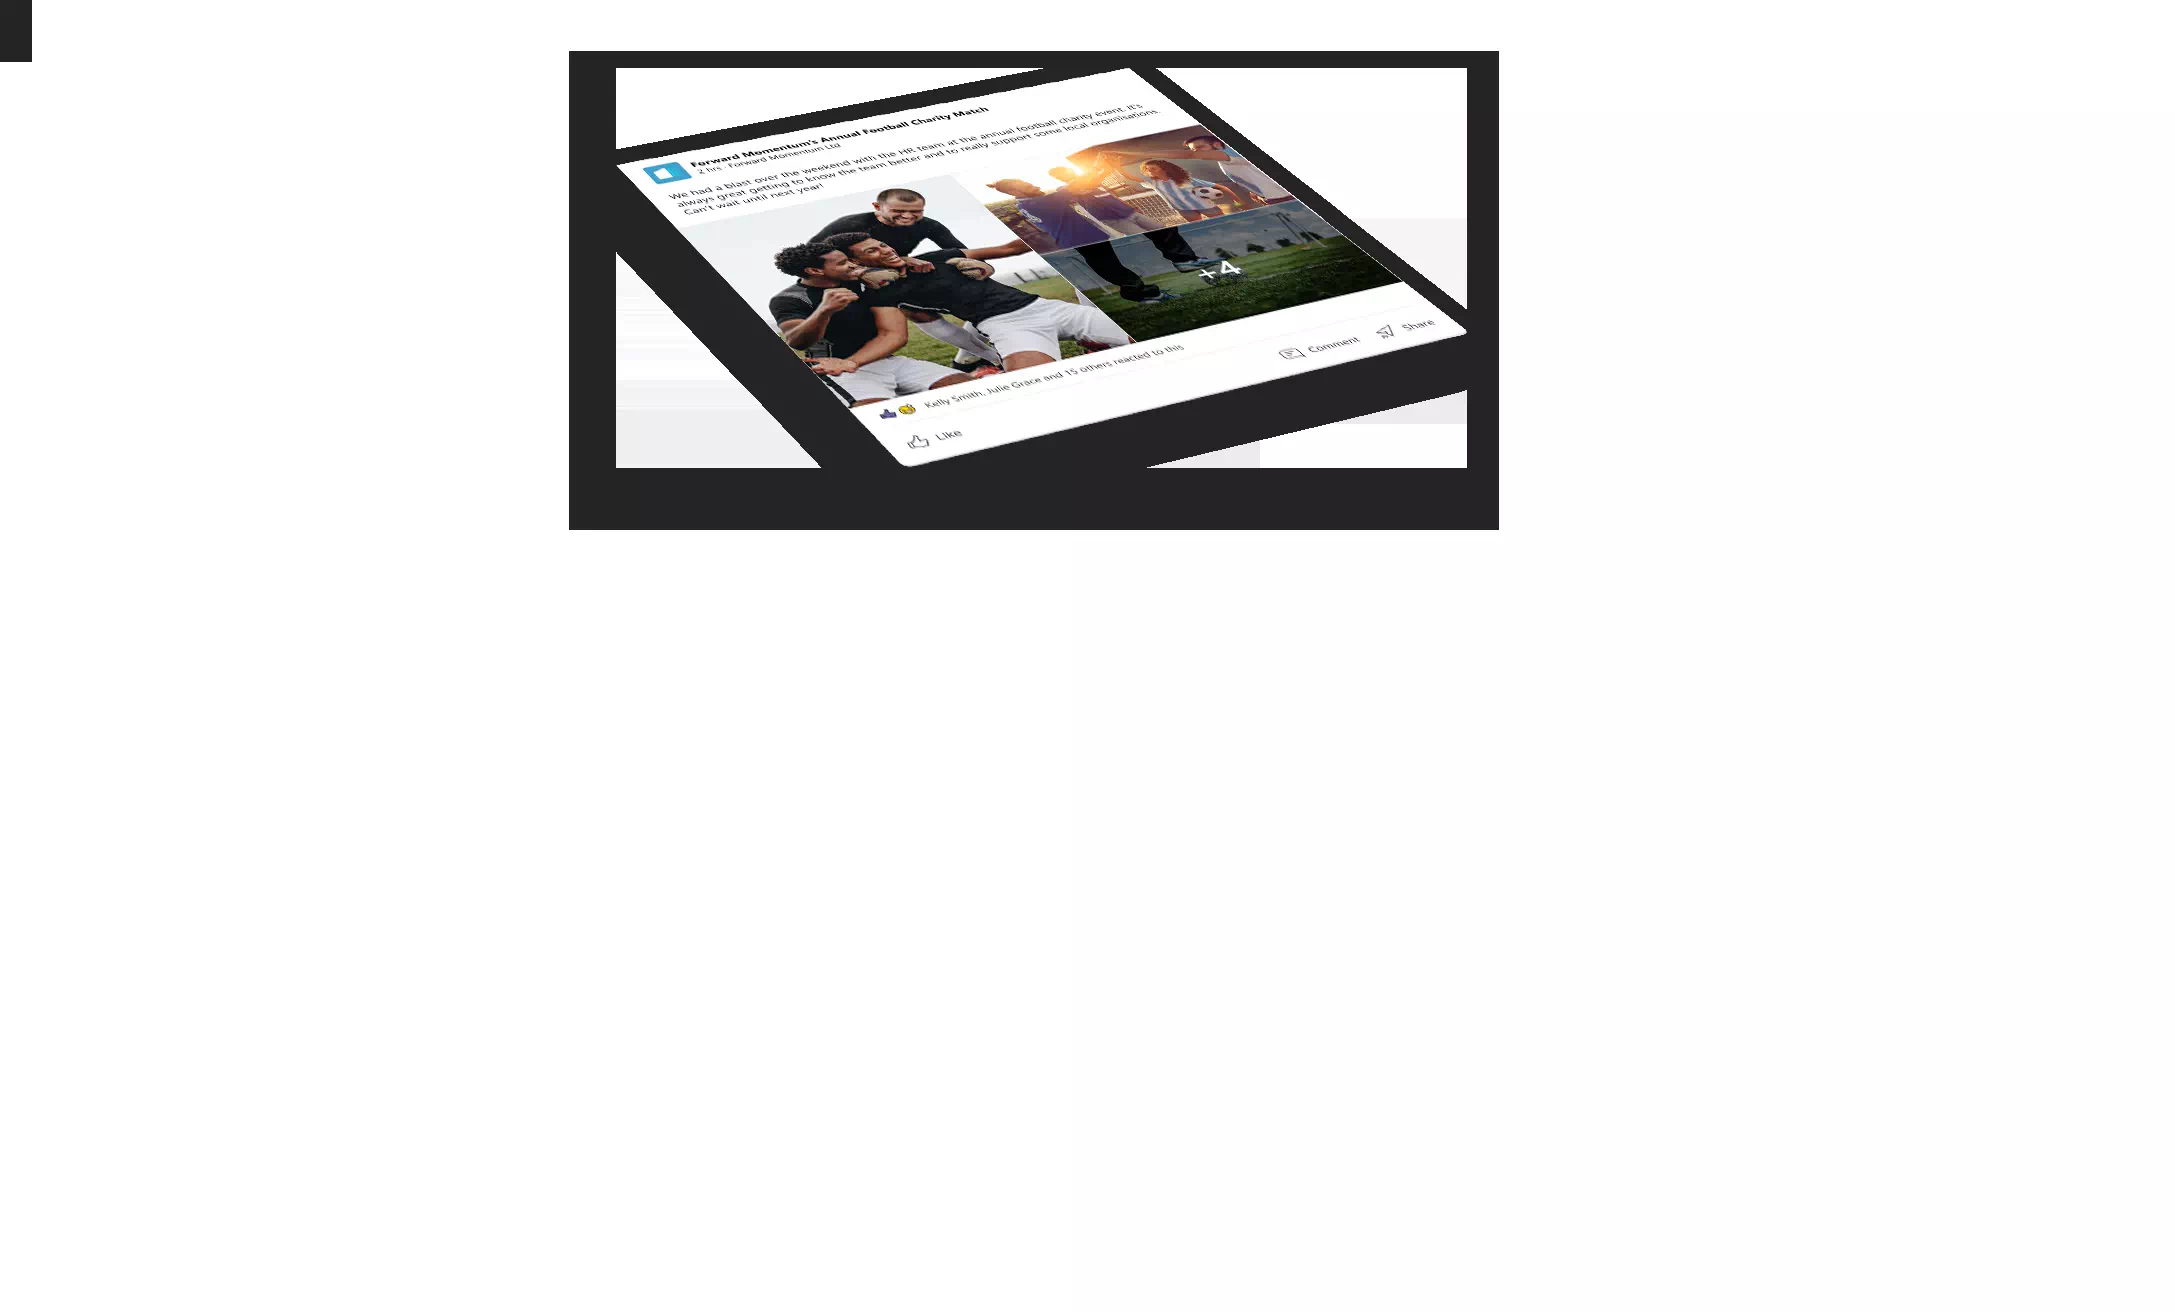 Forward Momentum's Annual Football Charity Match
2 hrs · Forward Momentum Ltd
We had a blast over the weekend with the HR team at the annual football charity event. It's
always great getting to know the team better and to really support some local organisations.
Can't wait until next year!
+4
Kelly Smith, Julie Grace and 15 others reacted to this
Like
Comment
Share